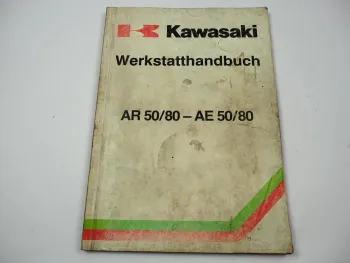 Kawasaki
Werkstatthandbuch
AR 50/80 – AE 50/80